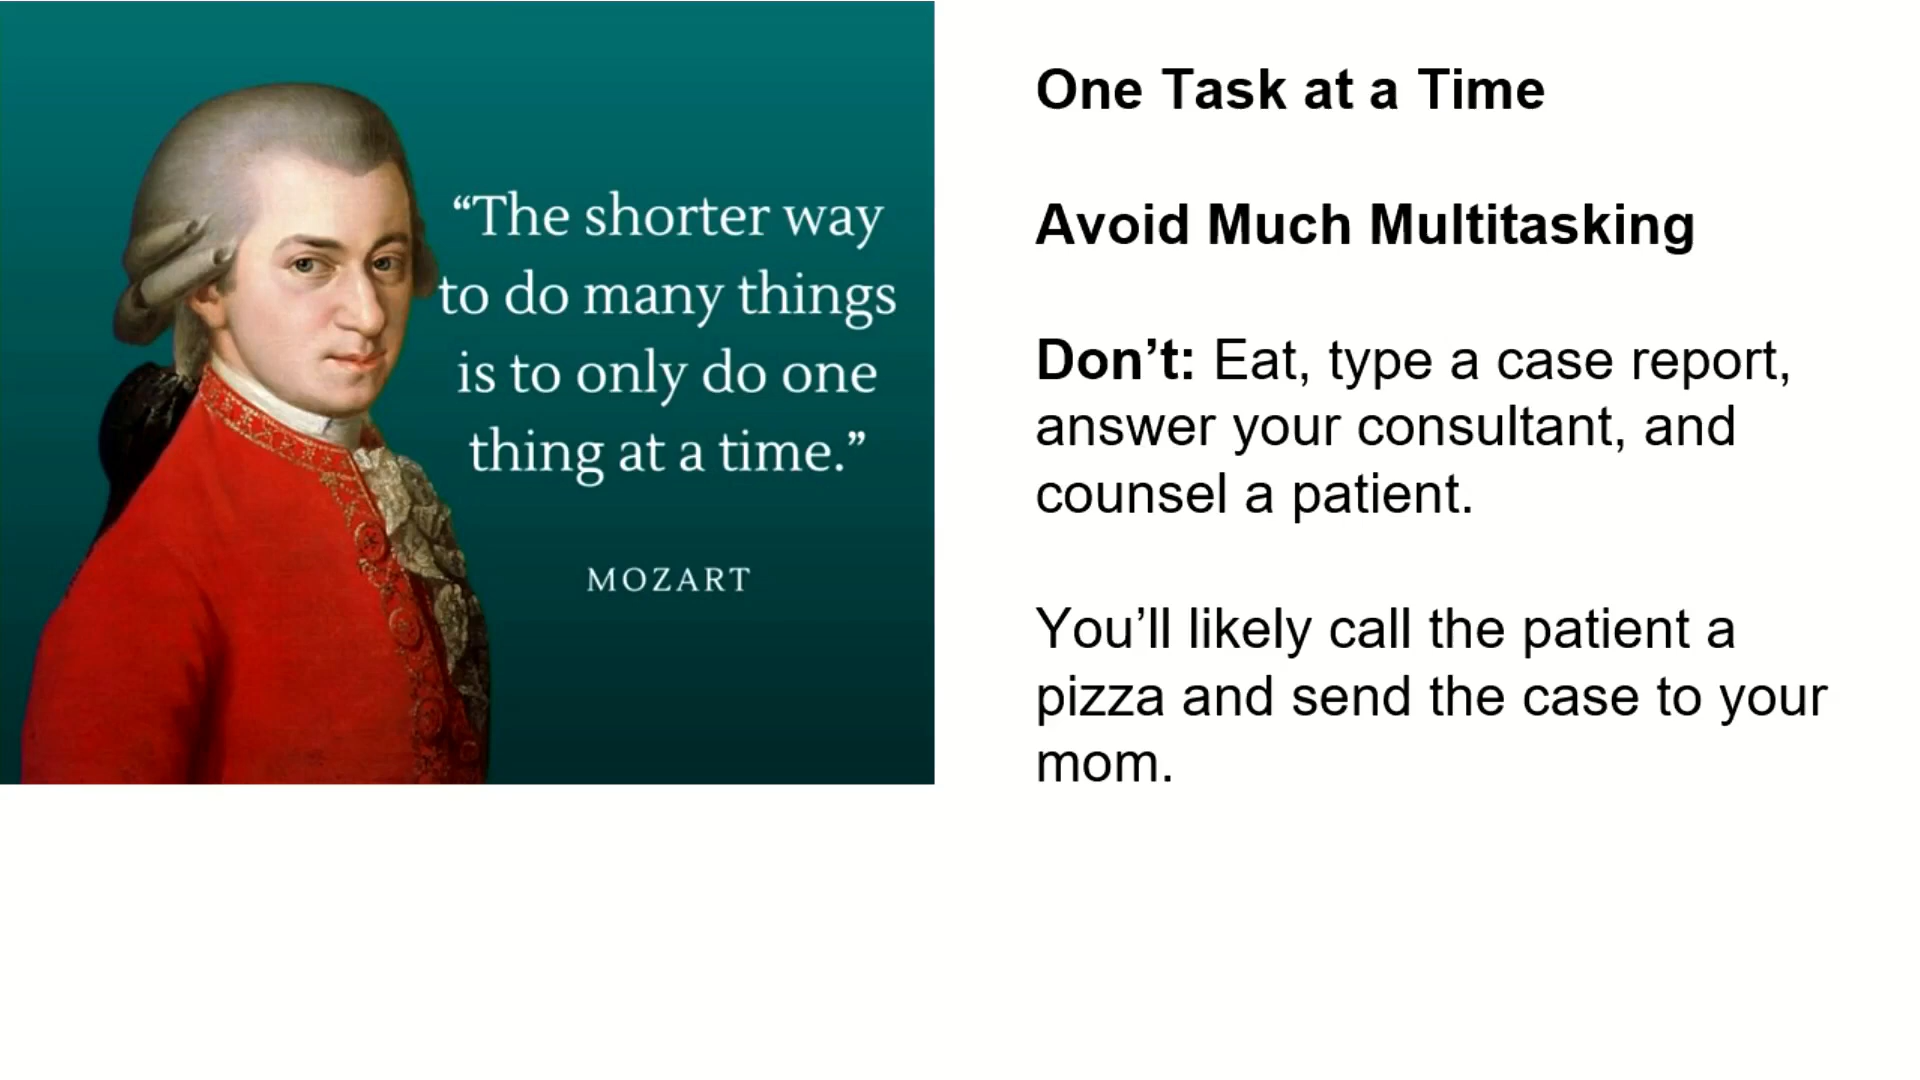 “The shorter way
to do many things
is to only do one
thing at a time.”
MOZART
One Task at a Time
Avoid Much Multitasking
Don’t: Eat, type a case report,
answer your consultant, and
counsel a patient.
You’ll likely call the patient a
pizza and send the case to your
mom.